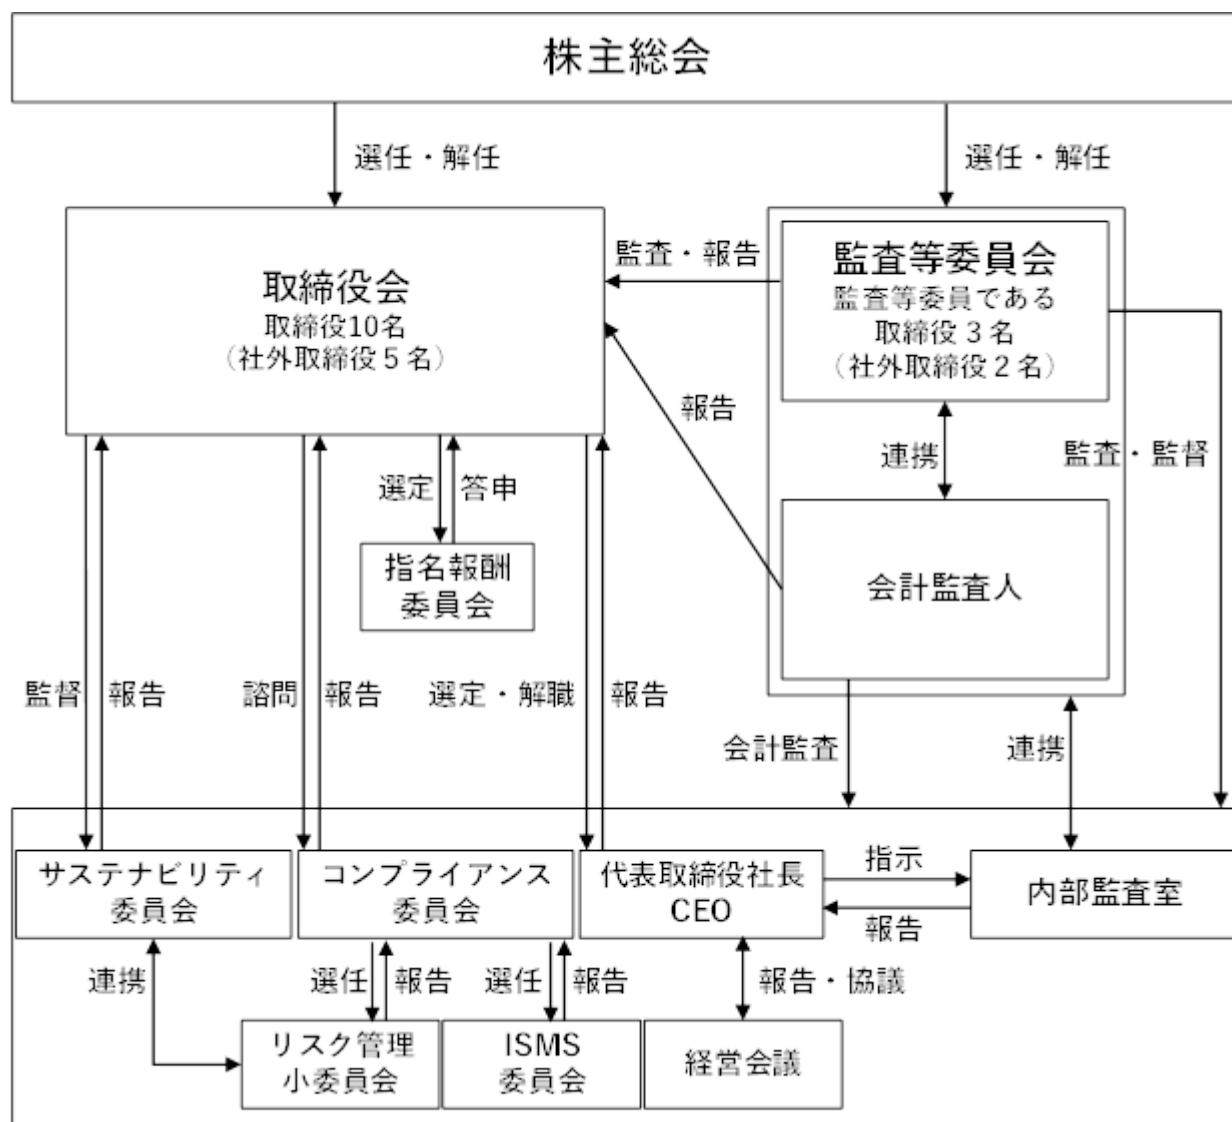 株主総会
選任・解任
選任・解任
取締役会
取締役10名
（社外取締役５名）
監査・報告
監査等委員会
監査等委員である
取締役３名
（社外取締役２名）
報告
連携
監査・監督
選定
答申
指名報酬
委員会
会計監査人
監督
報告
諮問
報告
選定・解職
報告
会計監査
連携
サステナビリティ
委員会
コンプライアンス
委員会
代表取締役社長
CEO
指示
報告
内部監査室
連携
選任
報告
選任
報告
報告・協議
リスク管理
小委員会
ISMS
委員会
経営会議